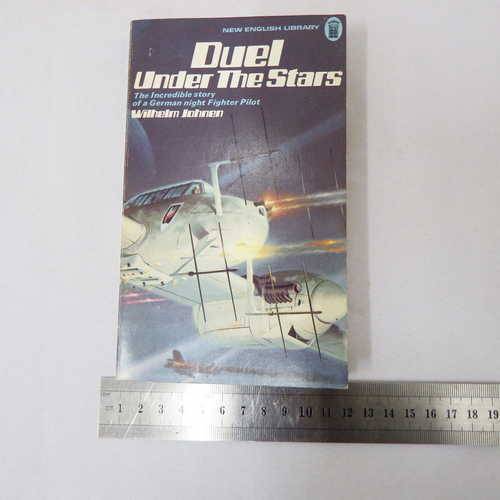 NEW ENGLISH LIBRARY
Duel
Under The Stars
The Incredible story
of a German night Fighter Pilot
Wilhelm Johnen
1 2 3 4 5 6 7 8 9 10 11 12 13 14 15 16 17 18 19